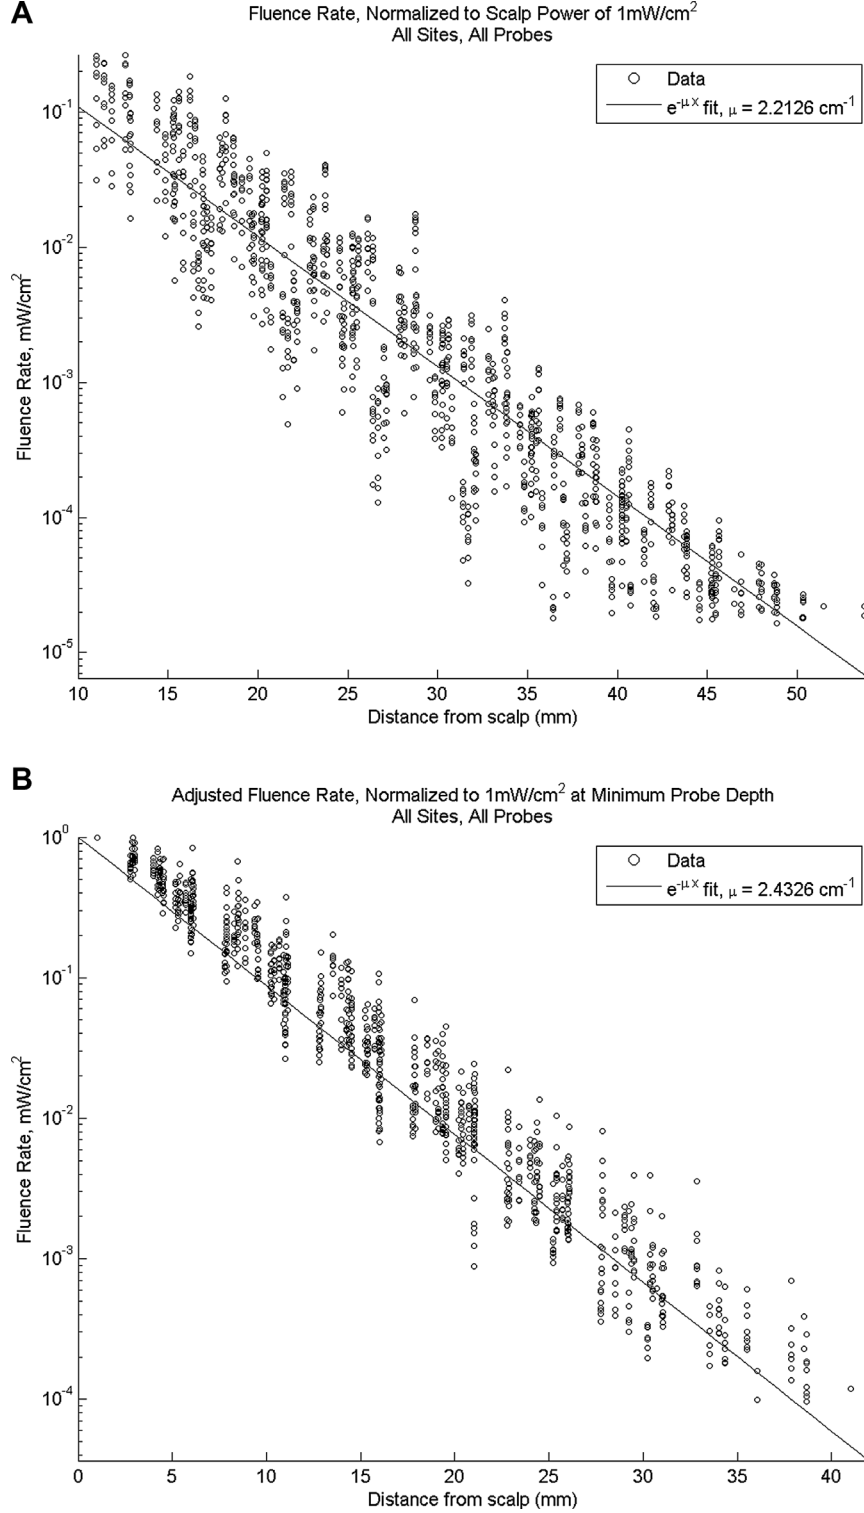 A
Fluence Rate, Normalized to Scalp Power of 1mW/cm²
All Sites, All Probes
Data
e^-μx fit, μ = 2.2126 cm⁻¹
Fluence Rate, mW/cm²
10⁻¹
10⁻²
10⁻³
10⁻⁴
10⁻⁵
10 15 20 25 30 35 40 45 50
Distance from scalp (mm)
B
Adjusted Fluence Rate, Normalized to 1mW/cm² at Minimum Probe Depth
All Sites, All Probes
Data
e^-μx fit, μ = 2.4326 cm⁻¹
Fluence Rate, mW/cm²
10⁰
10⁻¹
10⁻²
10⁻³
10⁻⁴
0 5 10 15 20 25 30 35 40
Distance from scalp (mm)